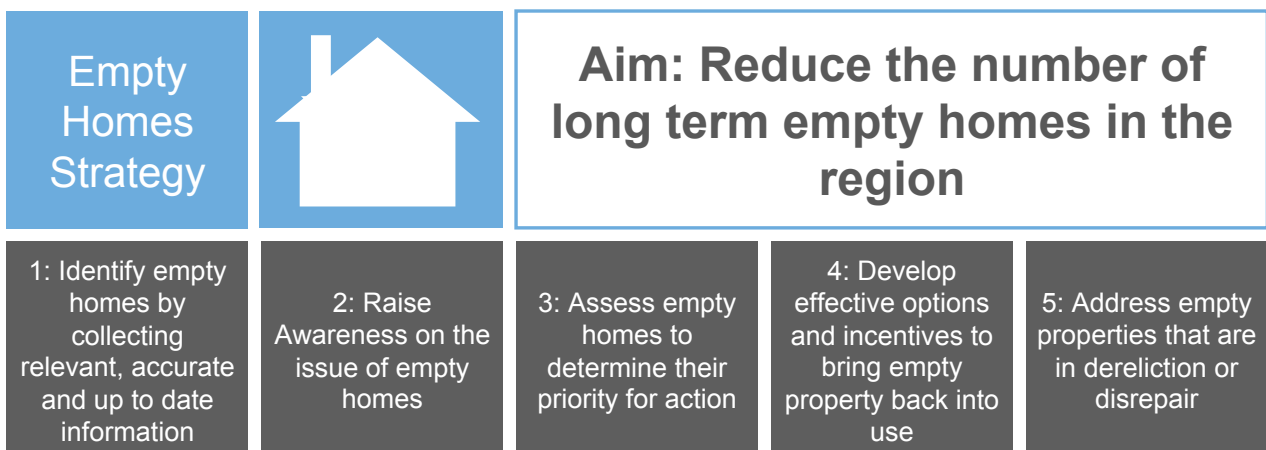 Empty
Homes
Strategy
Aim: Reduce the number of
long term empty homes in the
region
1: Identify empty
homes by
collecting
relevant, accurate
and up to date
information
2: Raise
Awareness on the
issue of empty
homes
3: Assess empty
homes to
determine their
priority for action
4: Develop
effective options
and incentives to
bring empty
property back into
use
5: Address empty
properties that are
in dereliction or
disrepair